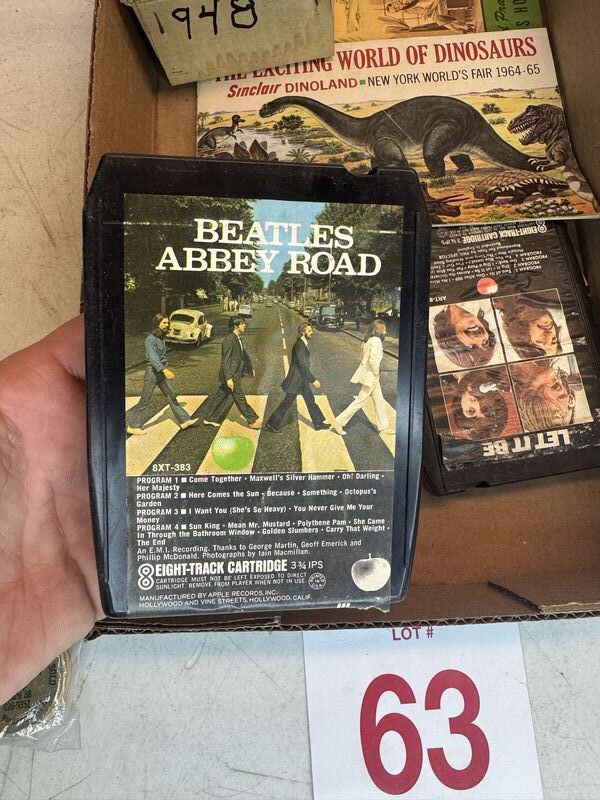 948
THE EXCITING WORLD OF DINOSAURS
Sinclair DINOLAND ■ NEW YORK WORLD'S FAIR 1964-65
BEATLES
ABBEY ROAD
8XT-383
PROGRAM 1 ■ Come Together • Maxwell's Silver Hammer • Oh! Darling •
Her Majesty
PROGRAM 2 ■ Here Comes the Sun • Because • Something • Octopus's
Garden
PROGRAM 3 ■ I Want You (She's So Heavy) • You Never Give Me Your
Money
PROGRAM 4 ■ Sun King • Mean Mr. Mustard • Polythene Pam • She Came
In Through the Bathroom Window • Golden Slumbers • Carry That Weight •
The End
An E.M.I. Recording. Thanks to George Martin, Geoff Emerick and
Phillip McDonald. Photographs by Iain Macmillan.
8 EIGHT-TRACK CARTRIDGE 3¾ IPS
CARTRIDGE MUST NOT BE LEFT EXPOSED TO DIRECT
SUNLIGHT. REMOVE FROM PLAYER WHEN NOT IN USE.
MANUFACTURED BY APPLE RECORDS, INC.
HOLLYWOOD AND VINE STREETS, HOLLYWOOD, CALIF.
LET IT BE
8 EIGHT-TRACK CARTRIDGE 3¾ IPS
LOT #
63